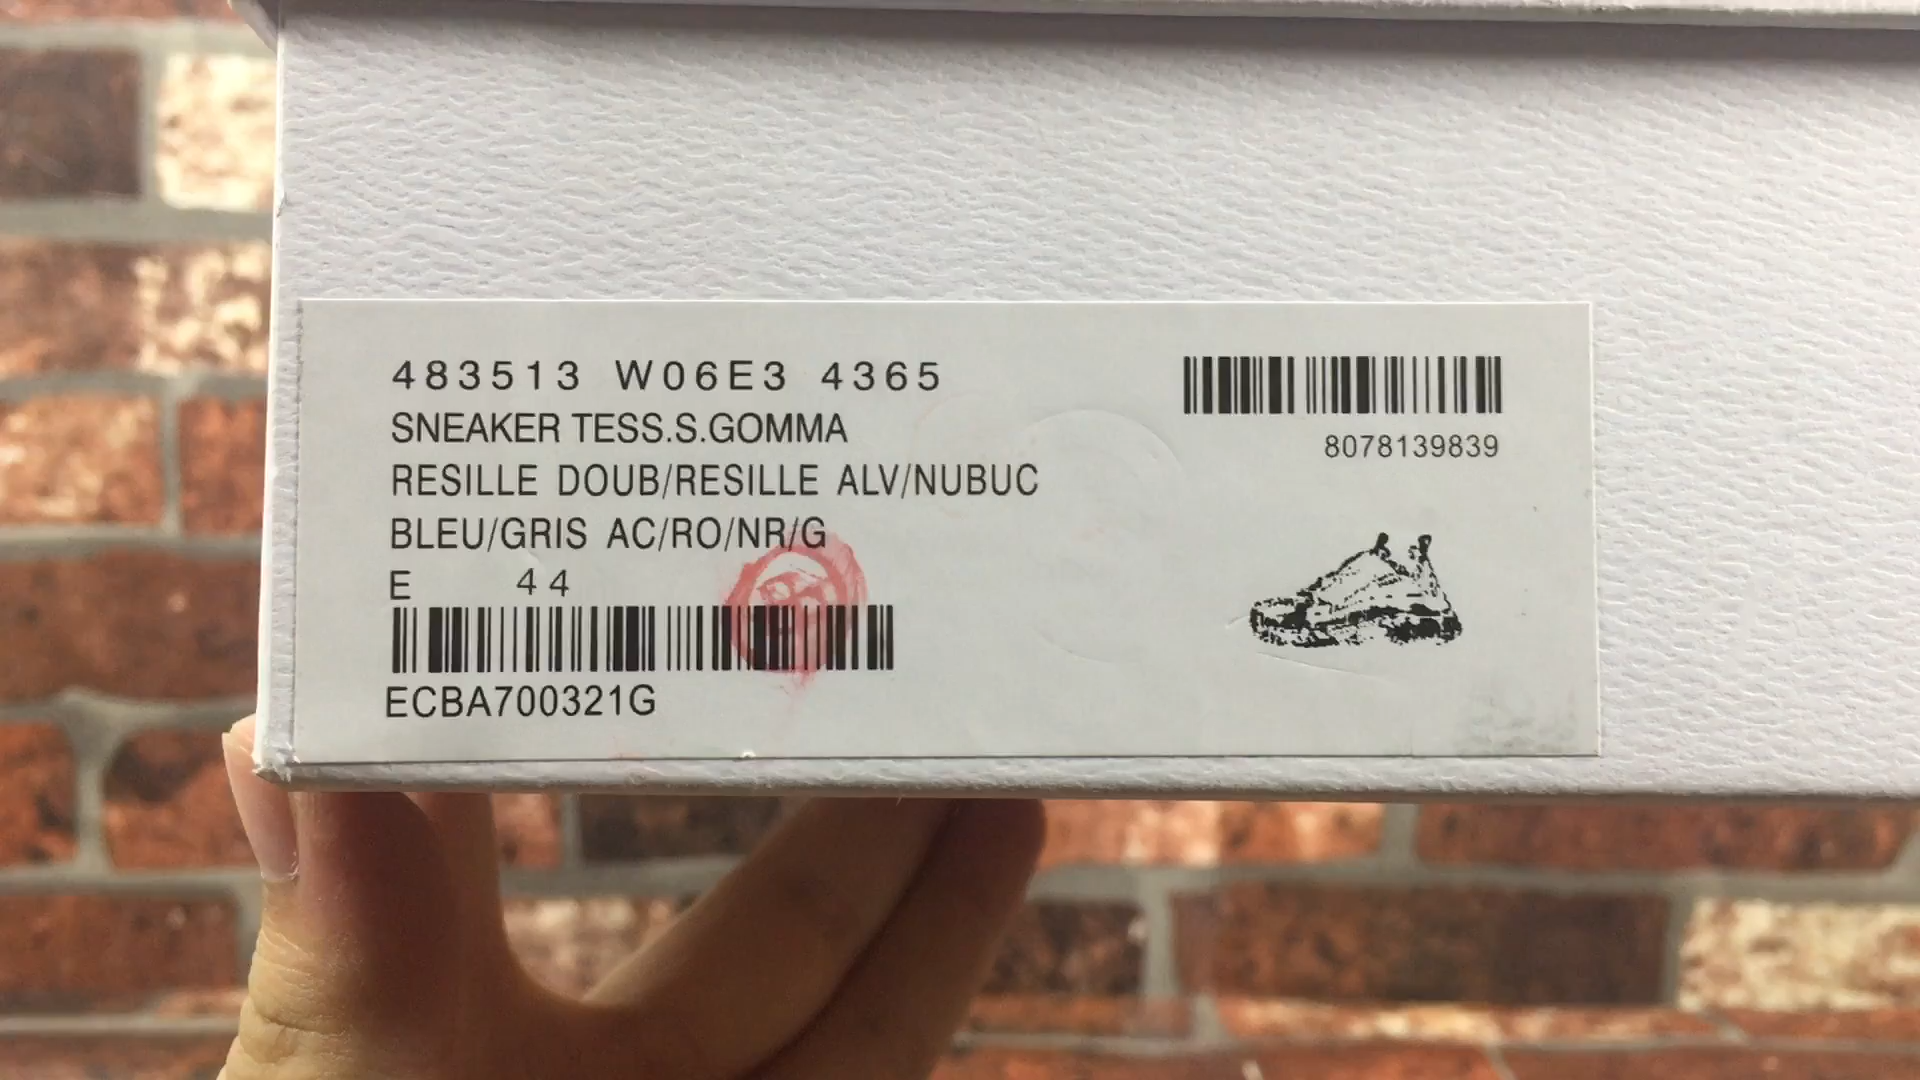 483513 W06E3 4365
SNEAKER TESS.S.GOMMA
RESILLE DOUB/RESILLE ALV/NUBUC
BLEU/GRIS AC/RO/NR/G
E 44
ECBA700321G
8078139839